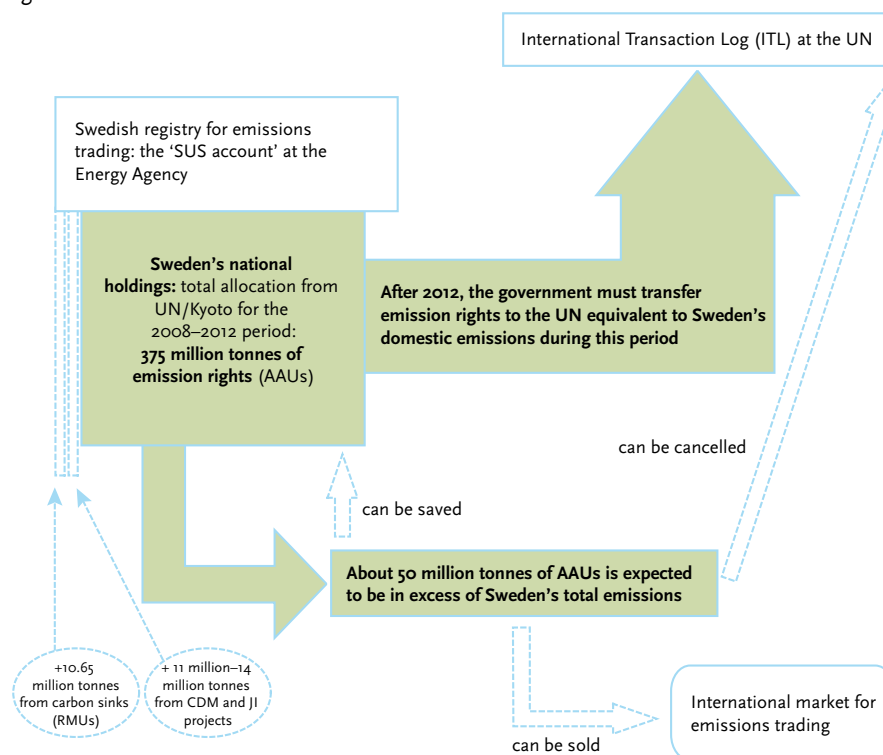 International Transaction Log (ITL) at the UN
Swedish registry for emissions
trading: the ‘SUS account’ at the
Energy Agency
Sweden’s national
holdings: total allocation from
UN/Kyoto for the
2008–2012 period:
375 million tonnes of
emission rights (AAUs)
After 2012, the government must transfer
emission rights to the UN equivalent to Sweden’s
domestic emissions during this period
can be cancelled
can be saved
About 50 million tonnes of AAUs is expected
to be in excess of Sweden’s total emissions
+10.65
million tonnes
from carbon sinks
(RMUs)
+ 11 million–14
million tonnes
from CDM and JI
projects
International market for
emissions trading
can be sold